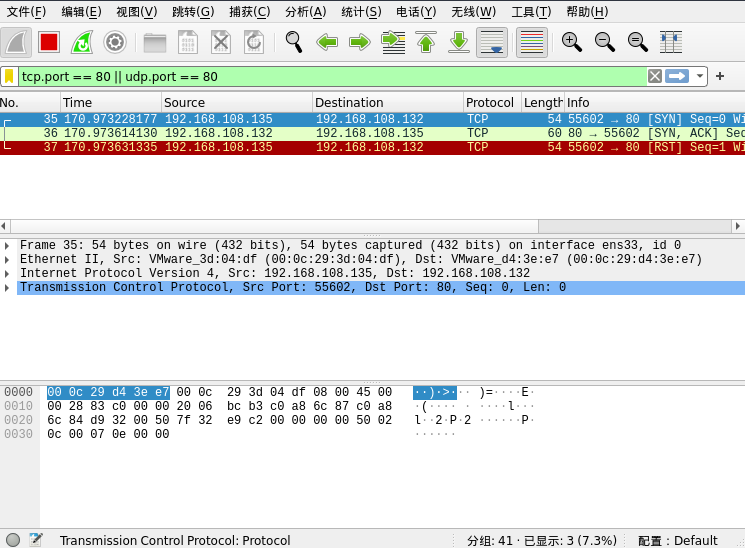 文件(F) 编辑(E) 视图(V) 跳转(G) 捕获(C) 分析(A) 统计(S) 电话(Y) 无线(W) 工具(T) 帮助(H)
tcp.port == 80 || udp.port == 80
No. Time Source Destination Protocol Length Info
35 170.973228177 192.168.108.135 192.168.108.132 TCP 54 55602 → 80 [SYN] Seq=0 Wi
36 170.973614130 192.168.108.132 192.168.108.135 TCP 60 80 → 55602 [SYN, ACK] Seq
37 170.973631335 192.168.108.135 192.168.108.132 TCP 54 55602 → 80 [RST] Seq=1 Wi
Frame 35: 54 bytes on wire (432 bits), 54 bytes captured (432 bits) on interface ens33, id 0
Ethernet II, Src: VMware_3d:04:df (00:0c:29:3d:04:df), Dst: VMware_d4:3e:e7 (00:0c:29:d4:3e:e7)
Internet Protocol Version 4, Src: 192.168.108.135, Dst: 192.168.108.132
Transmission Control Protocol, Src Port: 55602, Dst Port: 80, Seq: 0, Len: 0
0000 00 0c 29 d4 3e e7 00 0c 29 3d 04 df 08 00 45 00 ··)·>··· )=····E·
0010 00 28 83 c0 00 00 20 06 bc b3 c0 a8 6c 87 c0 a8 ·(···· · ····l···
0020 6c 84 d9 32 00 50 7f 32 e9 c2 00 00 00 00 50 02 l··2·P·2 ······P·
0030 0c 00 07 0e 00 00 ······
Transmission Control Protocol: Protocol 分组: 41 · 已显示: 3 (7.3%) 配置：Default